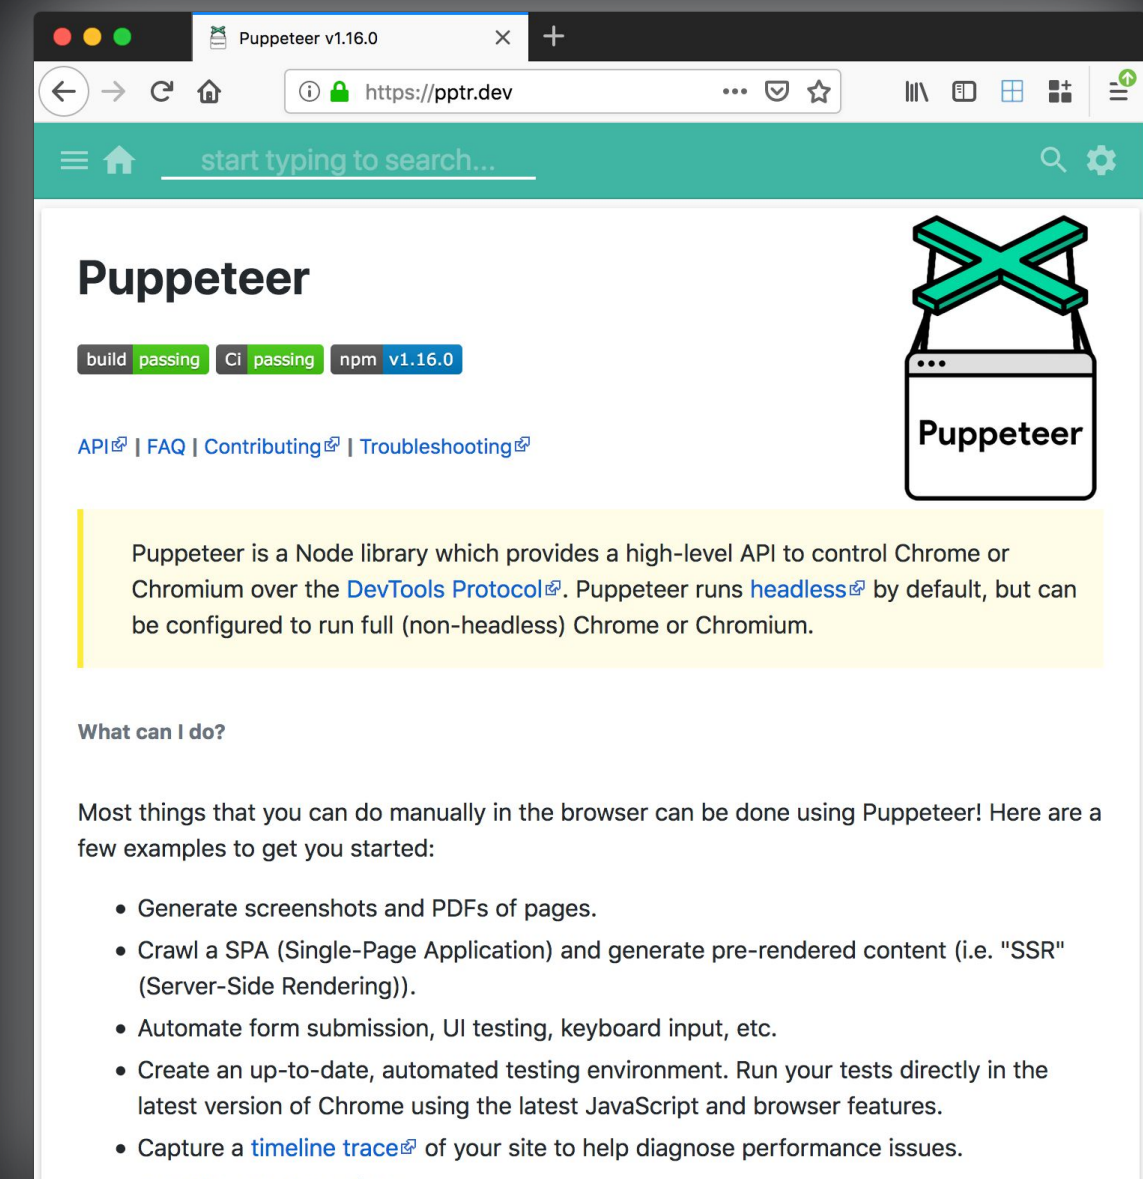 Puppeteer v1.16.0
https://pptr.dev
start typing to search...
Puppeteer
build passing Ci passing npm v1.16.0
Puppeteer
API | FAQ | Contributing | Troubleshooting
Puppeteer is a Node library which provides a high-level API to control Chrome or
Chromium over the DevTools Protocol. Puppeteer runs headless by default, but can
be configured to run full (non-headless) Chrome or Chromium.
What can I do?
Most things that you can do manually in the browser can be done using Puppeteer! Here are a
few examples to get you started:
• Generate screenshots and PDFs of pages.
• Crawl a SPA (Single-Page Application) and generate pre-rendered content (i.e. "SSR"
(Server-Side Rendering)).
• Automate form submission, UI testing, keyboard input, etc.
• Create an up-to-date, automated testing environment. Run your tests directly in the
latest version of Chrome using the latest JavaScript and browser features.
• Capture a timeline trace of your site to help diagnose performance issues.